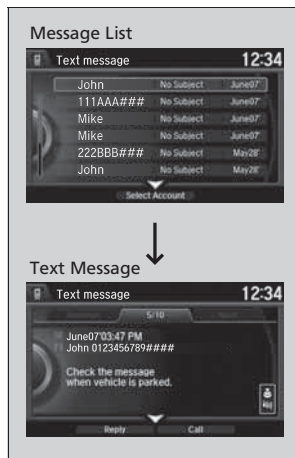 Message List
Text message 12:34
John No Subject June07'
111AAA### No Subject June07'
Mike No Subject June07'
Mike No Subject June07'
222BBB### No Subject May28'
John No Subject May28'
Select Account
Text Message
Text message 12:34
5/10
June07'03:47 PM
John 0123456789####
Check the message
when vehicle is parked.
Reply Call